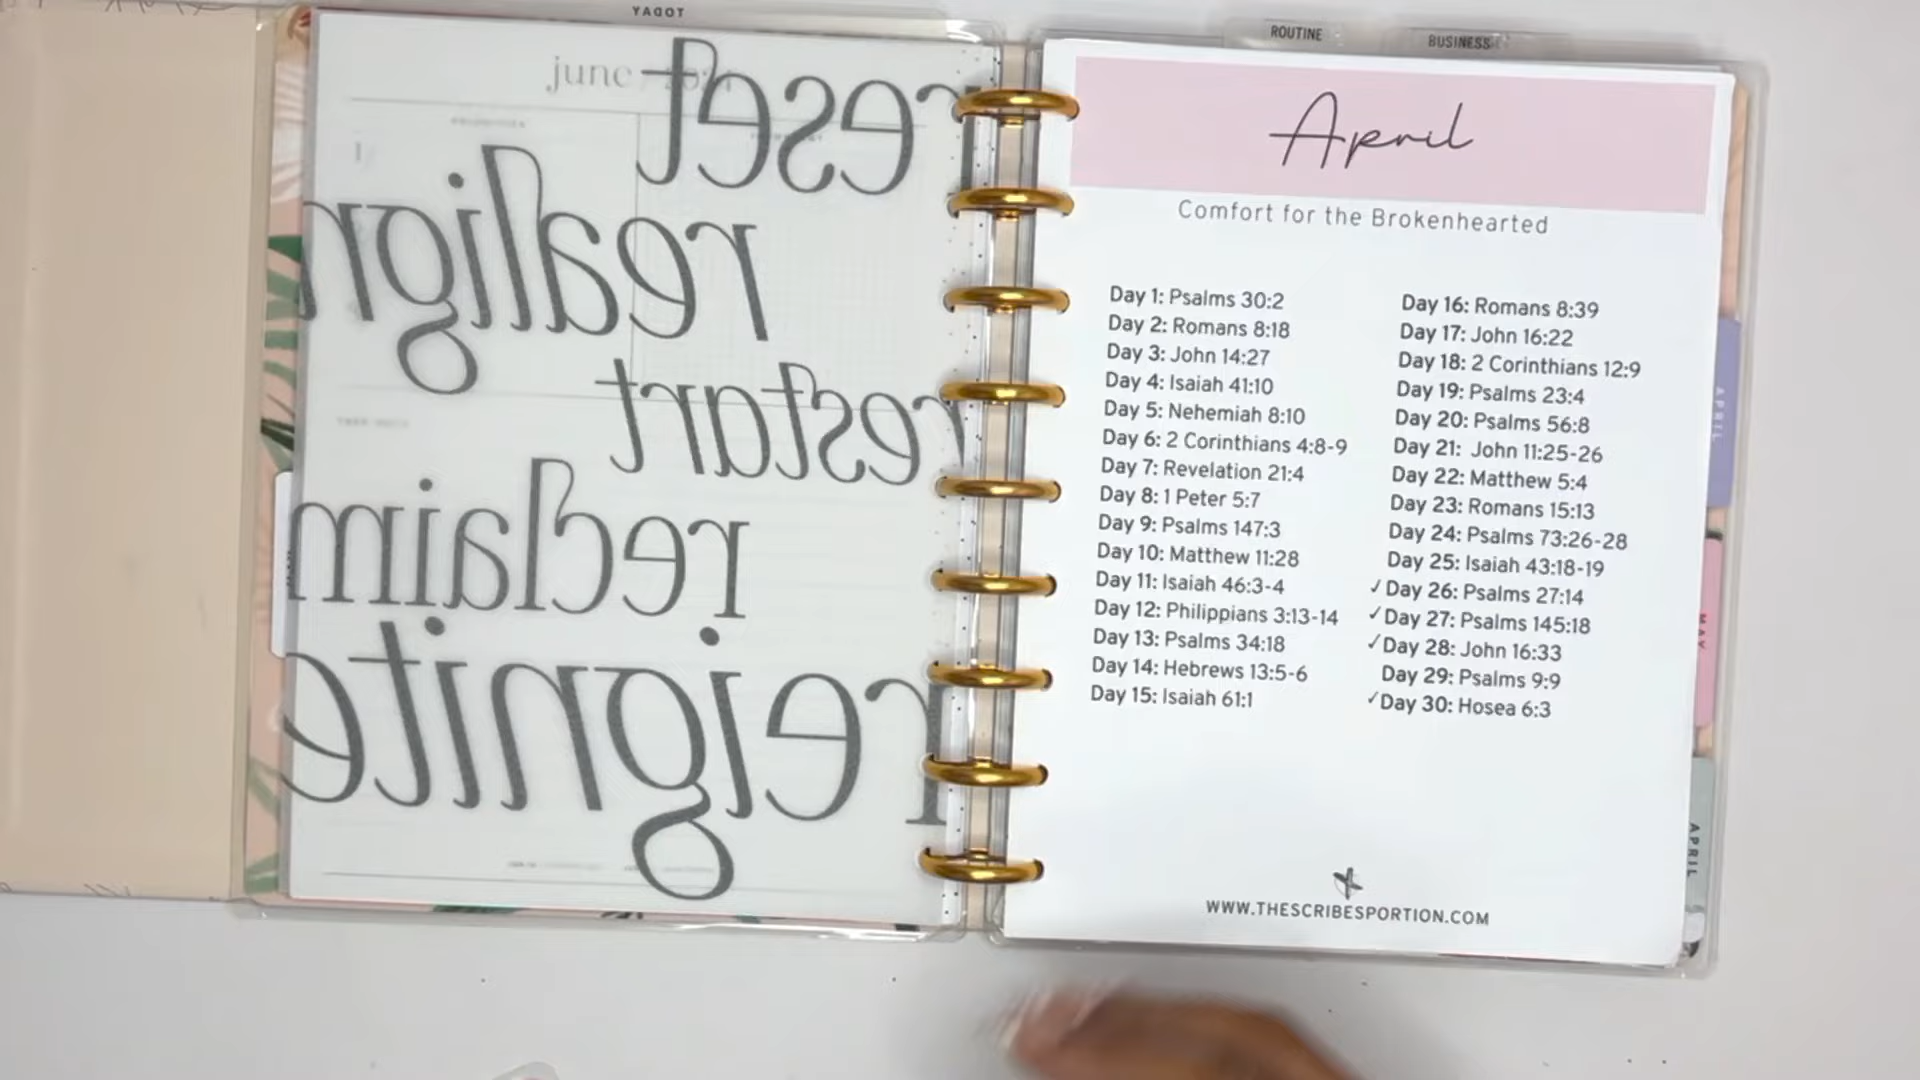 TODAY
june
reset
realign
restart
reclaim
reignite
ROUTINE
BUSINESS
April
Comfort for the Brokenhearted
Day 1: Psalms 30:2
Day 2: Romans 8:18
Day 3: John 14:27
Day 4: Isaiah 41:10
Day 5: Nehemiah 8:10
Day 6: 2 Corinthians 4:8-9
Day 7: Revelation 21:4
Day 8: 1 Peter 5:7
Day 9: Psalms 147:3
Day 10: Matthew 11:28
Day 11: Isaiah 46:3-4
Day 12: Philippians 3:13-14
Day 13: Psalms 34:18
Day 14: Hebrews 13:5-6
Day 15: Isaiah 61:1
Day 16: Romans 8:39
Day 17: John 16:22
Day 18: 2 Corinthians 12:9
Day 19: Psalms 23:4
Day 20: Psalms 56:8
Day 21: John 11:25-26
Day 22: Matthew 5:4
Day 23: Romans 15:13
Day 24: Psalms 73:26-28
Day 25: Isaiah 43:18-19
✓Day 26: Psalms 27:14
✓Day 27: Psalms 145:18
✓Day 28: John 16:33
Day 29: Psalms 9:9
✓Day 30: Hosea 6:3
WWW.THESCRIBESPORTION.COM
APRIL
MAY
APRIL